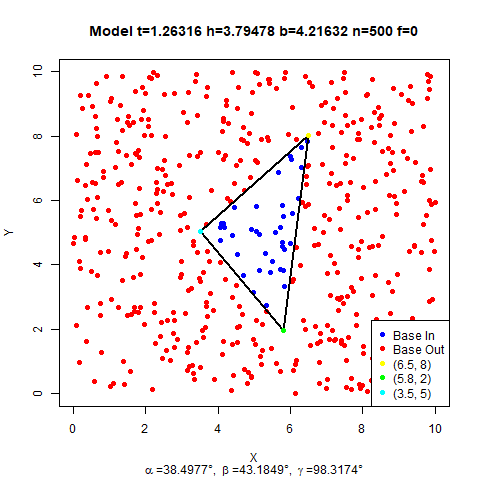 Model t=1.26316 h=3.79478 b=4.21632 n=500 f=0
10
8
6
4
2
0
Y
Base In
Base Out
(6.5, 8)
(5.8, 2)
(3.5, 5)
0 2 4 6 8 10
X
α=38.4977°, β=43.1849°, γ=98.3174°